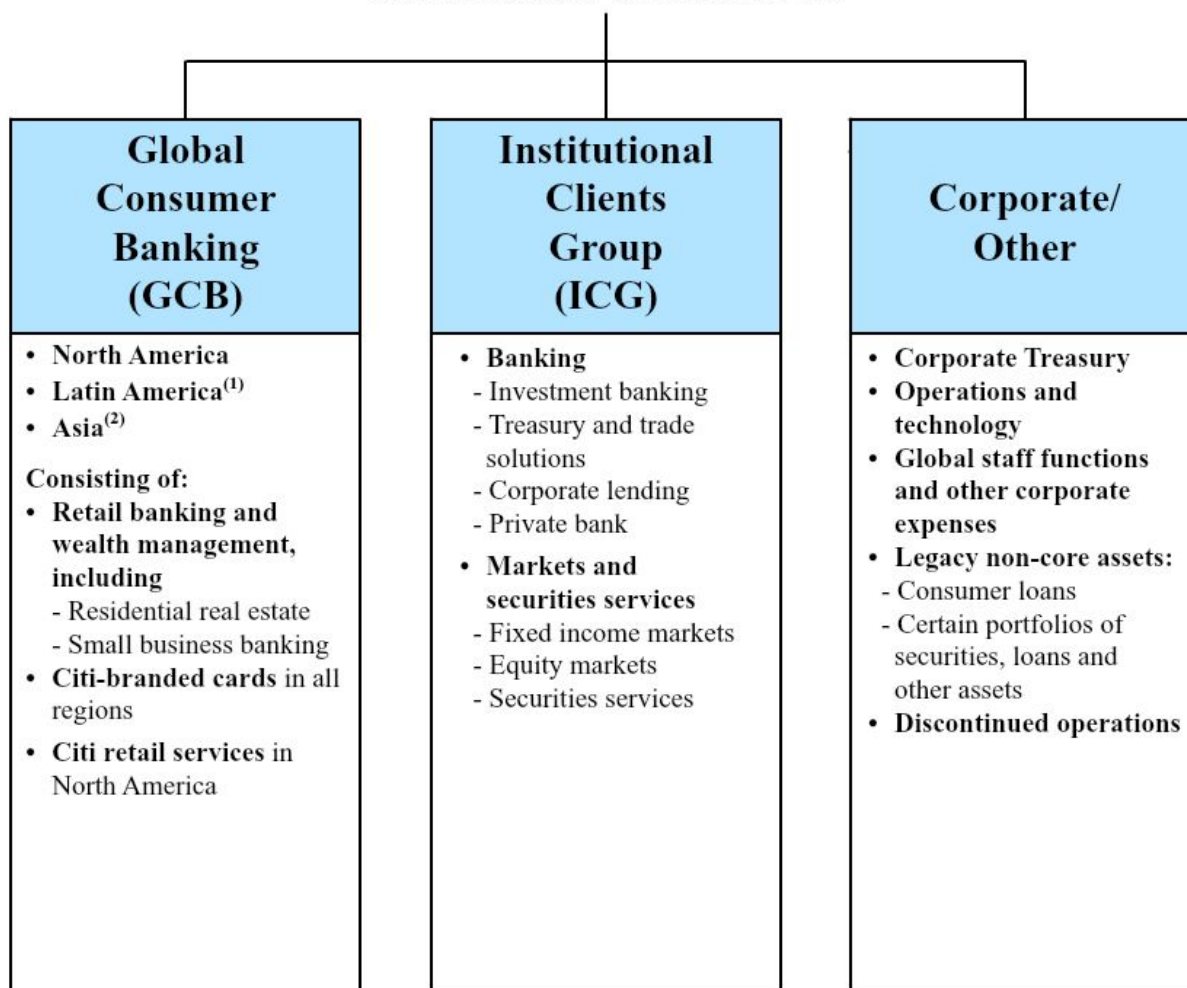 Global
Consumer
Banking
(GCB)
• North America
• Latin America(1)
• Asia(2)
Consisting of:
• Retail banking and
wealth management,
including
- Residential real estate
- Small business banking
• Citi-branded cards in all
regions
• Citi retail services in
North America
Institutional
Clients
Group
(ICG)
• Banking
- Investment banking
- Treasury and trade
solutions
- Corporate lending
- Private bank
• Markets and
securities services
- Fixed income markets
- Equity markets
- Securities services
Corporate/
Other
• Corporate Treasury
• Operations and
technology
• Global staff functions
and other corporate
expenses
• Legacy non-core assets:
- Consumer loans
- Certain portfolios of
securities, loans and
other assets
• Discontinued operations